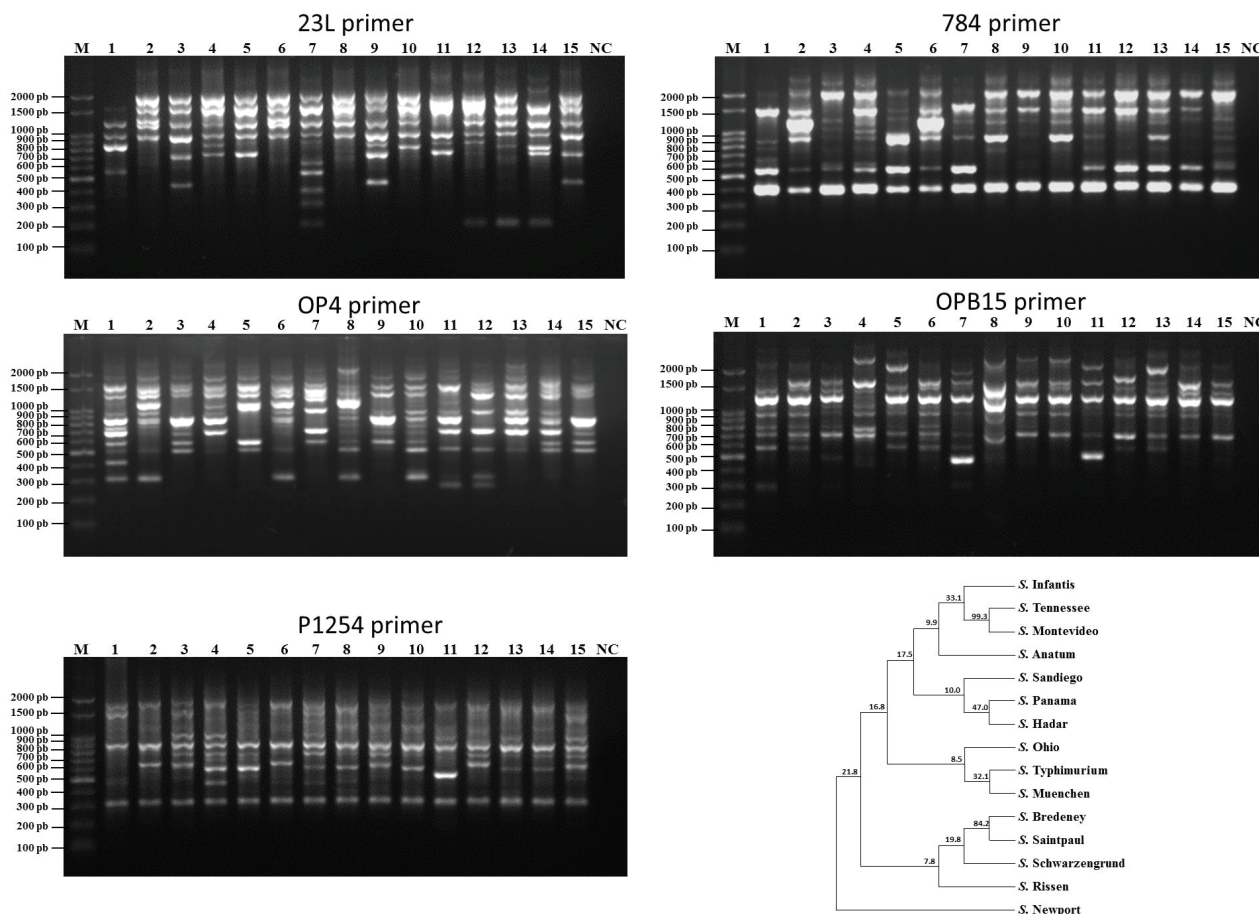 23L primer
M 1 2 3 4 5 6 7 8 9 10 11 12 13 14 15 NC
2000 pb
1500 pb
1000 pb
900 pb
800 pb
700 pb
600 pb
500 pb
400 pb
300 pb
200 pb
100 pb
784 primer
M 1 2 3 4 5 6 7 8 9 10 11 12 13 14 15 NC
2000 pb
1500 pb
1000 pb
900 pb
800 pb
700 pb
600 pb
500 pb
400 pb
300 pb
200 pb
100 pb
OP4 primer
M 1 2 3 4 5 6 7 8 9 10 11 12 13 14 15 NC
2000 pb
1500 pb
1000 pb
900 pb
800 pb
700 pb
600 pb
500 pb
400 pb
300 pb
200 pb
100 pb
OPB15 primer
M 1 2 3 4 5 6 7 8 9 10 11 12 13 14 15 NC
2000 pb
1500 pb
1000 pb
900 pb
800 pb
700 pb
600 pb
500 pb
400 pb
300 pb
200 pb
100 pb
P1254 primer
M 1 2 3 4 5 6 7 8 9 10 11 12 13 14 15 NC
2000 pb
1500 pb
1000 pb
900 pb
800 pb
700 pb
600 pb
500 pb
400 pb
300 pb
200 pb
100 pb
S. Infantis
33.1
S. Tennessee
99.3
9.9
S. Montevideo
17.5
S. Anatum
S. Sandiego
10.0
S. Panama
47.0
16.8
S. Hadar
S. Ohio
8.5
S. Typhimurium
21.8
32.1
S. Muenchen
S. Bredeney
84.2
S. Saintpaul
19.8
S. Schwarzengrund
7.8
S. Rissen
S. Newport